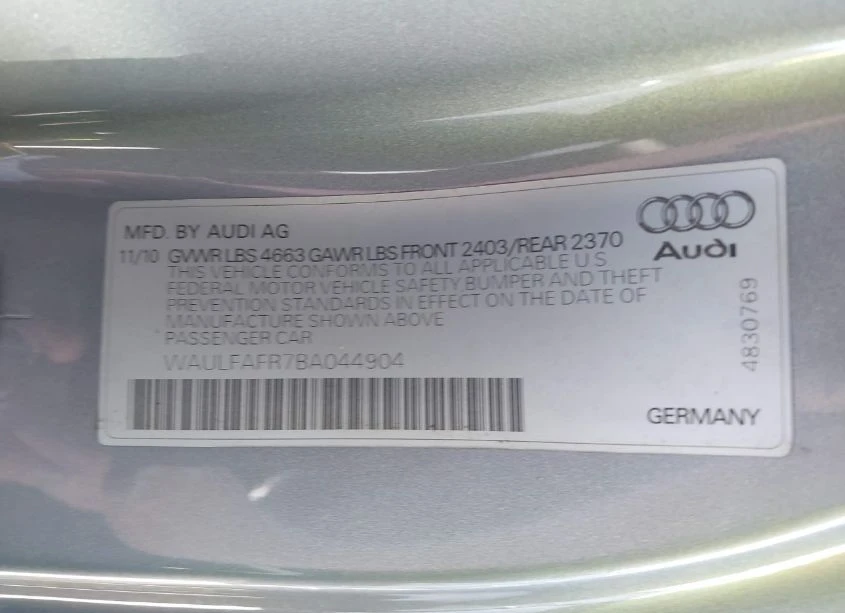 MFD. BY AUDI AG
11/10 GVWR LBS 4663 GAWR LBS FRONT 2403/REAR 2370
THIS VEHICLE CONFORMS TO ALL APPLICABLE U S
FEDERAL MOTOR VEHICLE SAFETY BUMPER AND THEFT
PREVENTION STANDARDS IN EFFECT ON THE DATE OF
MANUFACTURE SHOWN ABOVE
PASSENGER CAR
WAULFAFR7BA044904
Audi
4830769
GERMANY